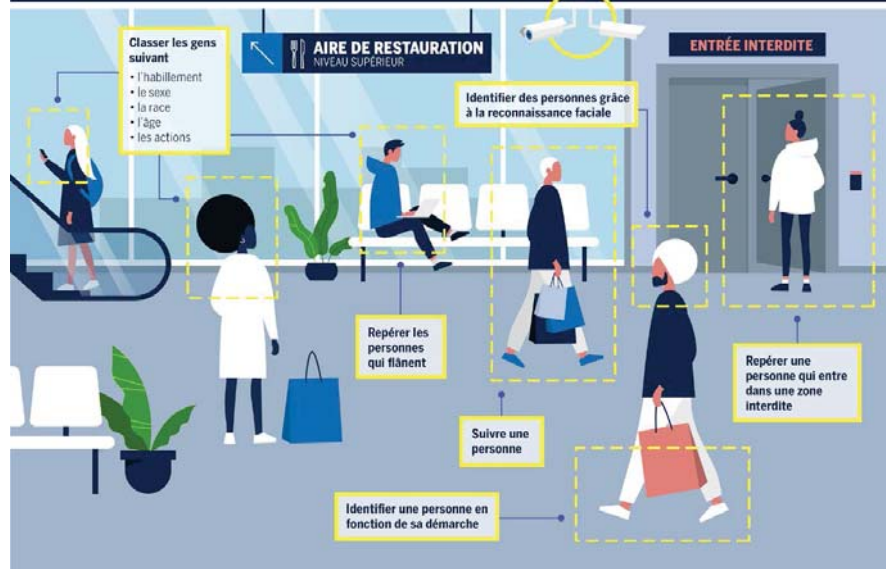 Classer les gens
suivant
• l'habillement
• le sexe
• la race
• l'âge
• les actions
AIRE DE RESTAURATION
NIVEAU SUPÉRIEUR
ENTRÉE INTERDITE
Identifier des personnes grâce
à la reconnaissance faciale
Repérer les
personnes
qui flânent
Repérer une
personne qui entre
dans une zone
interdite
Suivre une
personne
Identifier une personne en
fonction de sa démarche